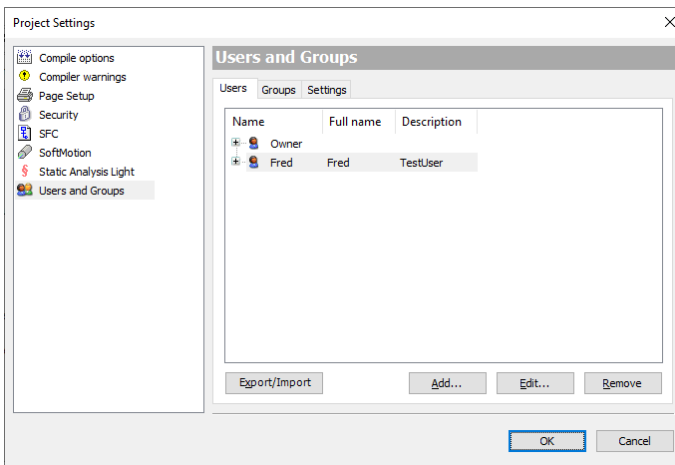 Project Settings
Compile options
Compiler warnings
Page Setup
Security
SFC
SoftMotion
Static Analysis Light
Users and Groups
Users and Groups
Users Groups Settings
Name Full name Description
Owner
Fred Fred TestUser
Export/Import Add... Edit... Remove
OK Cancel